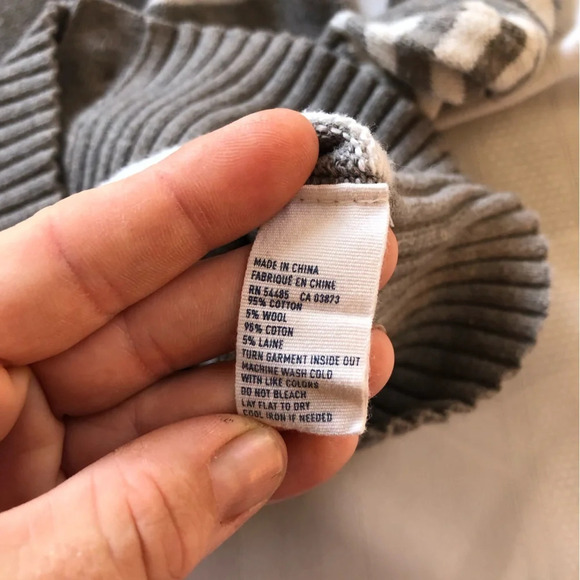 MADE IN CHINA
FABRIQUÉ EN CHINE
RN 54485 CA 03873
95% COTTON
5% WOOL
95% COTON
5% LAINE
TURN GARMENT INSIDE OUT
MACHINE WASH COLD
WITH LIKE COLORS
DO NOT BLEACH
LAY FLAT TO DRY
COOL IRON IF NEEDED